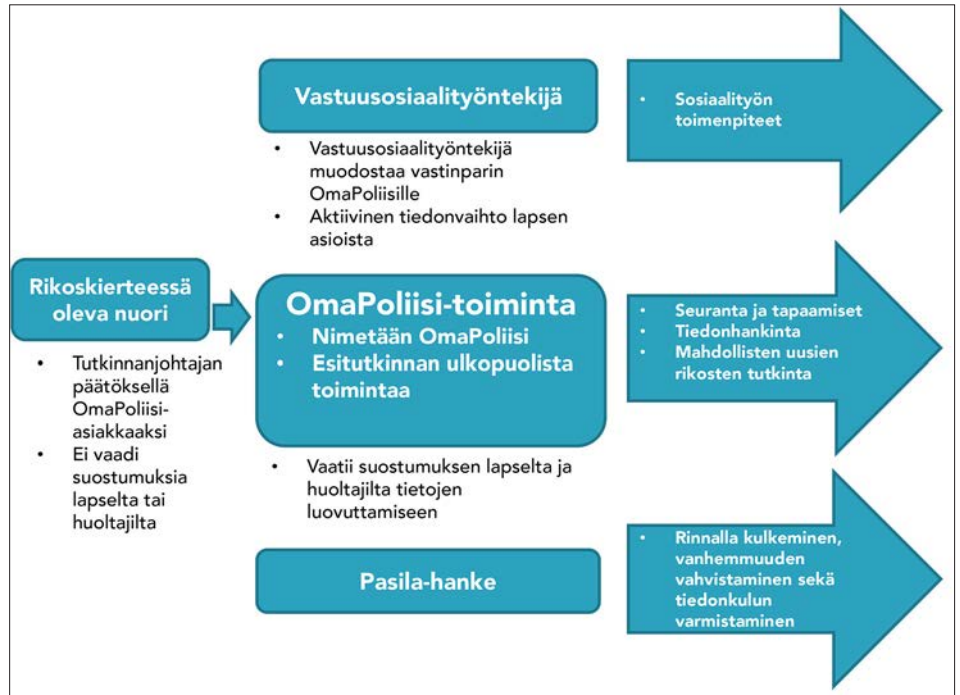 Vastuusosiaalityöntekijä
• Vastuusosiaalityöntekijä
muodostaa vastinparin
OmaPoliisille
• Aktiivinen tiedonvaihto lapsen
asioista
• Sosiaalityön
toimenpiteet
Rikoskierteessä
oleva nuori
• Tutkinnanjohtajan
päätöksellä
OmaPoliisi-
asiakkaaksi
• Ei vaadi
suostumuksia
lapselta tai
huoltajilta
OmaPoliisi-toiminta
• Nimetään OmaPoliisi
• Esitutkinnan ulkopuolista
toimintaa
• Seuranta ja tapaamiset
• Tiedonhankinta
• Mahdollisten uusien
rikosten tutkinta
• Vaatii suostumuksen lapselta ja
huoltajilta tietojen
luovuttamiseen
Pasila-hanke
• Rinnalla kulkeminen,
vanhemmuuden
vahvistaminen sekä
tiedonkulun
varmistaminen